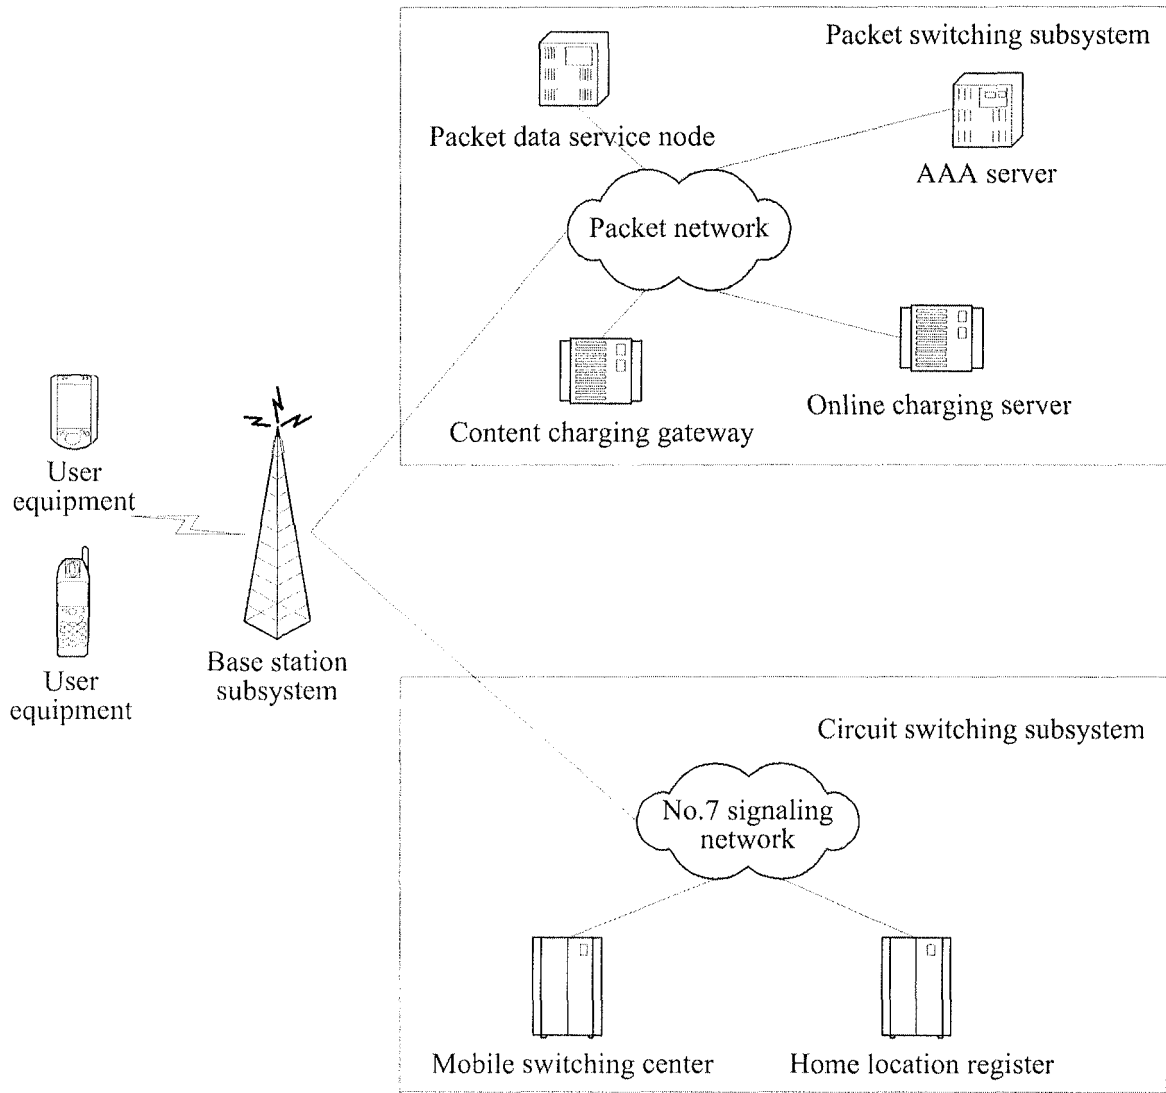 Packet switching subsystem
Packet data service node
AAA server
Packet network
Online charging server
Content charging gateway
User
equipment
Base station
subsystem
User
equipment
Circuit switching subsystem
No.7 signaling
network
Mobile switching center
Home location register